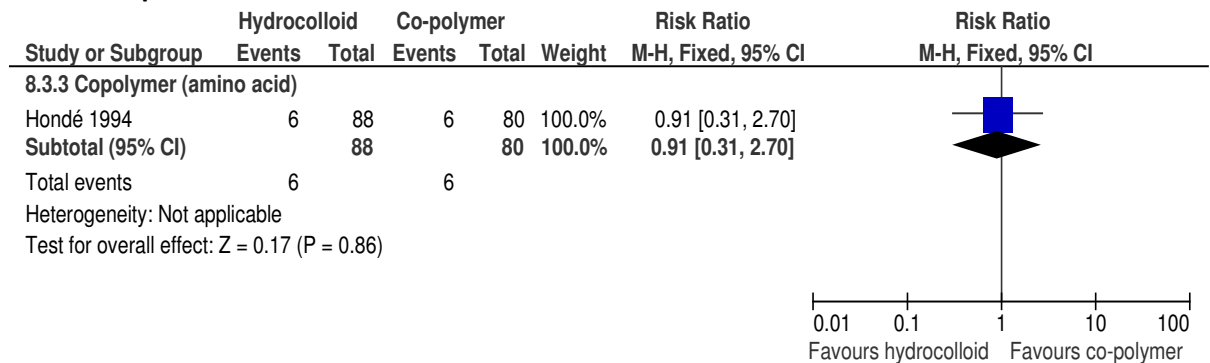 Hydrocolloid Co-polymer Risk Ratio Risk Ratio
Study or Subgroup Events Total Events Total Weight M-H, Fixed, 95% CI M-H, Fixed, 95% CI
8.3.3 Copolymer (amino acid)
Hondé 1994 6 88 6 80 100.0% 0.91 [0.31, 2.70]
Subtotal (95% CI) 88 80 100.0% 0.91 [0.31, 2.70]
Total events 6 6
Heterogeneity: Not applicable
Test for overall effect: Z = 0.17 (P = 0.86)
0.01 0.1 1 10 100
Favours hydrocolloid Favours co-polymer